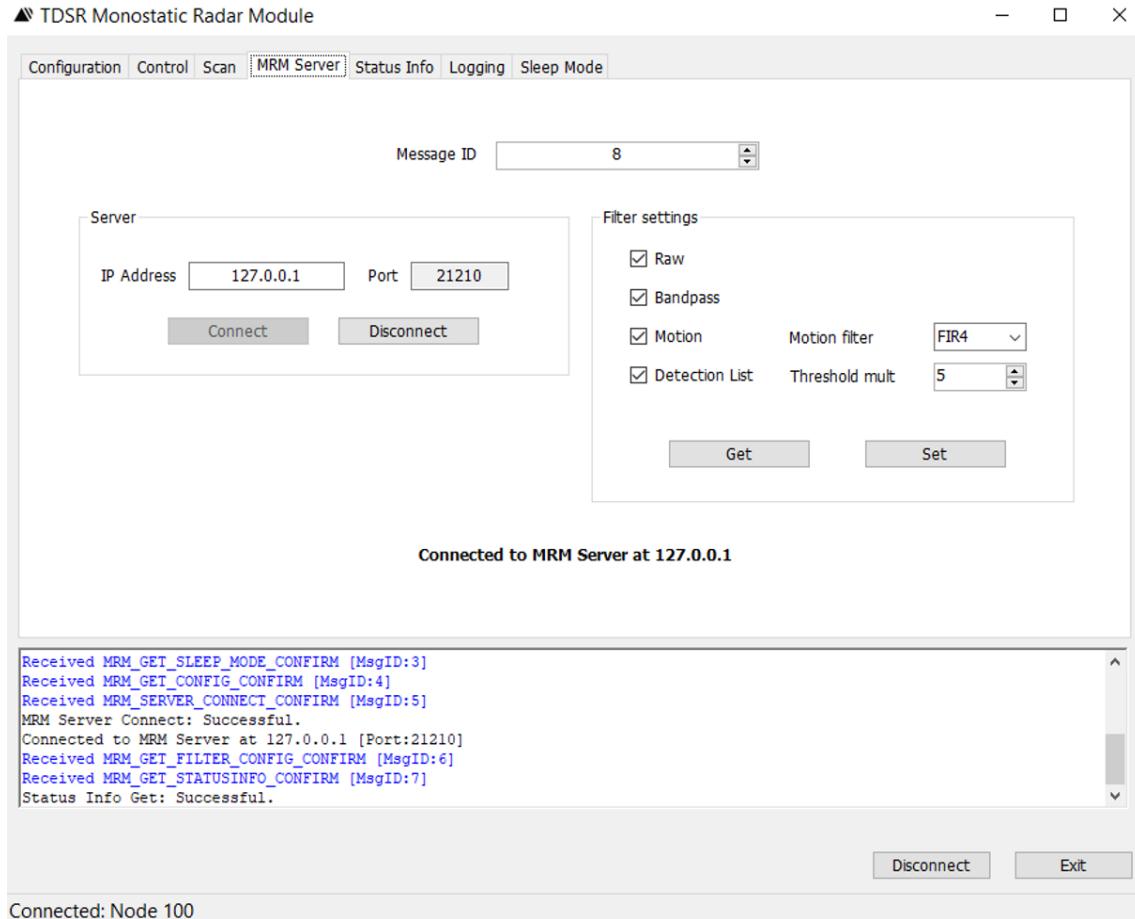 TDSR Monostatic Radar Module
Configuration Control Scan MRM Server Status Info Logging Sleep Mode
Message ID 8
Server
IP Address 127.0.0.1 Port 21210
Connect Disconnect
Filter settings
Raw
Bandpass
Motion Motion filter FIR4
Detection List Threshold mult 5
Get Set
Connected to MRM Server at 127.0.0.1
Received MRM_GET_SLEEP_MODE_CONFIRM [MsgID:3]
Received MRM_GET_CONFIG_CONFIRM [MsgID:4]
Received MRM_SERVER_CONNECT_CONFIRM [MsgID:5]
MRM Server Connect: Successful.
Connected to MRM Server at 127.0.0.1 [Port:21210]
Received MRM_GET_FILTER_CONFIG_CONFIRM [MsgID:6]
Received MRM_GET_STATUSINFO_CONFIRM [MsgID:7]
Status Info Get: Successful.
Disconnect Exit
Connected: Node 100